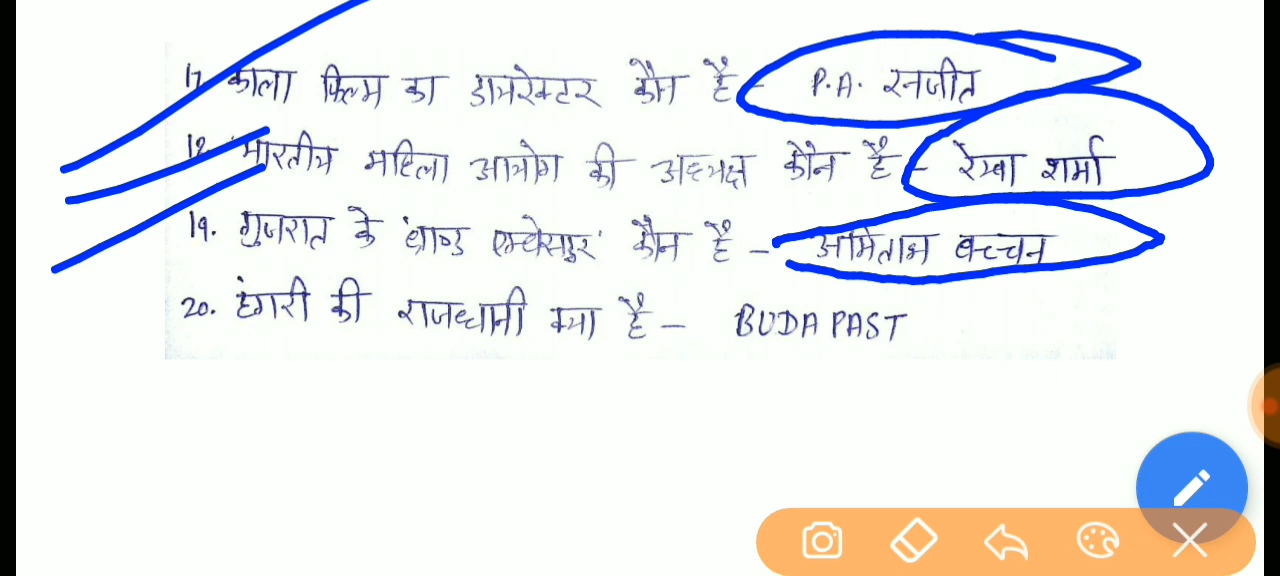 17. काला फिल्म का डायरेक्टर कौन है - P.A. रनजीत
18. भारतीय महिला आयोग की अध्यक्ष कौन है - रेखा शर्मा
19. गुजरात के 'ब्राण्ड एम्बेसडर' कौन है - अमिताभ बच्चन
20. हंगरी की राजधानी क्या है - BUDA PAST